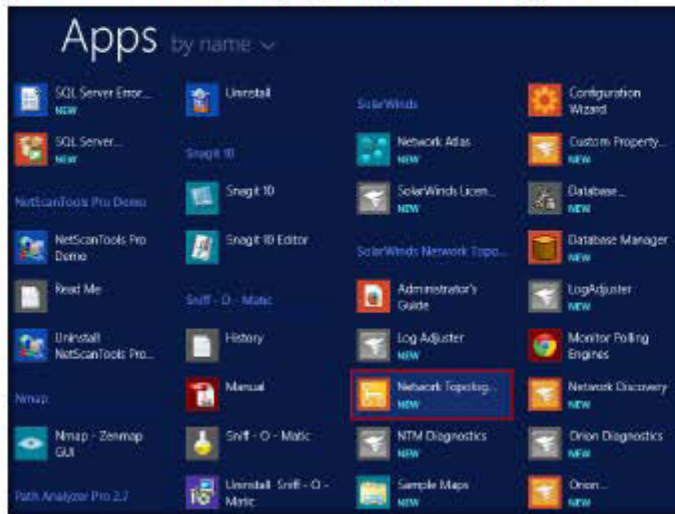 Apps by name
SQL Server Error...
NEW
SQL Server...
NEW
NetScanTools Pro Demo
NetScanTools Pro
Demo
Read Me
Uninstall
NetScanTools Pro...
Nmap
Nmap - Zenmap
GUI
Path Analyzer Pro 2.7
Uninstall
Snagit 10
Snagit 10
Snagit 10 Editor
Sniff - O - Matic
History
Manual
Sniff - O - Matic
Uninstall Sniff - O -
Matic
SolarWinds
Network Atlas
NEW
SolarWinds Licen...
NEW
SolarWinds Network Topo...
Administrator's
Guide
Log Adjuster
NEW
Network Topolog...
NEW
NTM Diagnostics
NEW
Sample Maps
NEW
Configuration
Wizard
Custom Property...
NEW
Database...
NEW
Database Manager
NEW
LogAdjuster
NEW
Monitor Polling
Engines
Network Discovery
NEW
Orion Diagnostics
NEW
Orion...
NEW